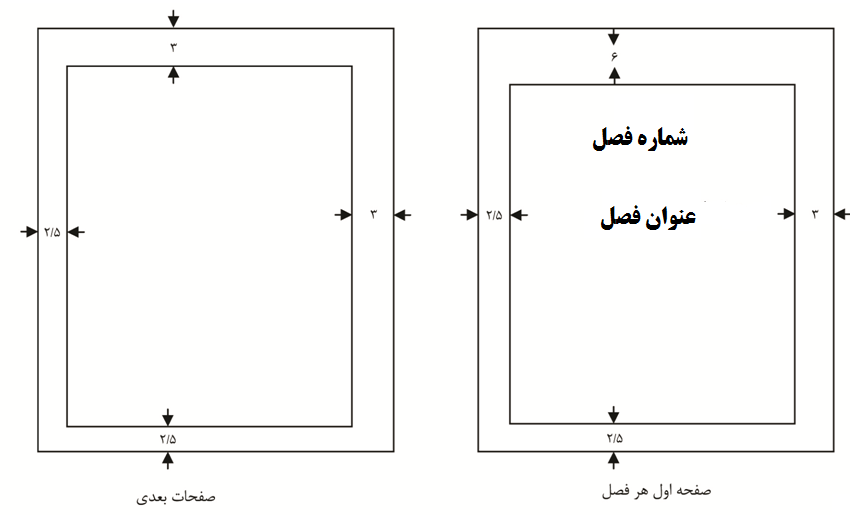 ۶
شماره فصل
عنوان فصل
۳
۲/۵
۲/۵
صفحه اول هر فصل
۳
۳
۲/۵
۲/۵
صفحات بعدی